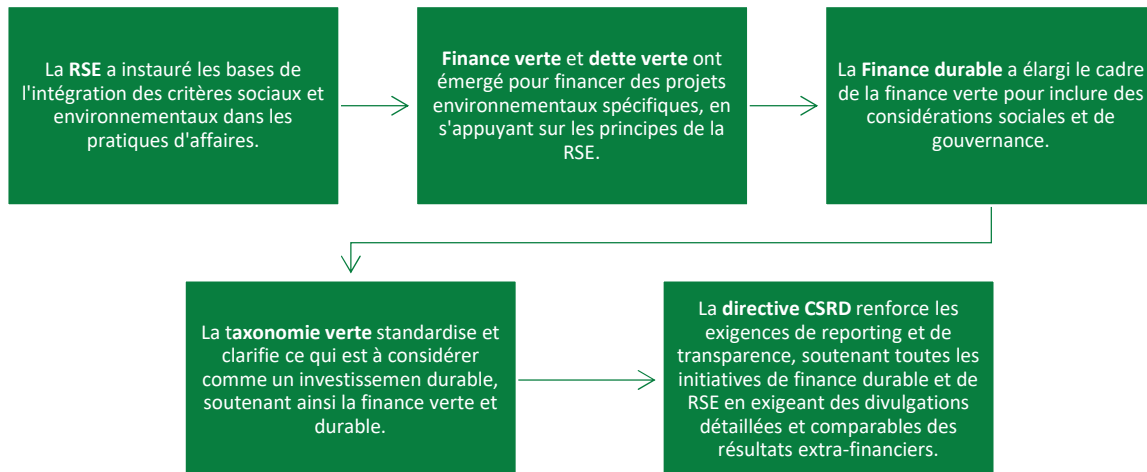 La RSE a instauré les bases de
l'intégration des critères sociaux et
environnementaux dans les
pratiques d'affaires.
Finance verte et dette verte ont
émergé pour financer des projets
environnementaux spécifiques, en
s'appuyant sur les principes de la
RSE.
La Finance durable a élargi le cadre
de la finance verte pour inclure des
considérations sociales et de
gouvernance.
La taxonomie verte standardise et
clarifie ce qui est à considérer
comme un investissemen durable,
soutenant ainsi la finance verte et
durable.
La directive CSRD renforce les
exigences de reporting et de
transparence, soutenant toutes les
initiatives de finance durable et de
RSE en exigeant des divulgations
détaillées et comparables des
résultats extra-financiers.